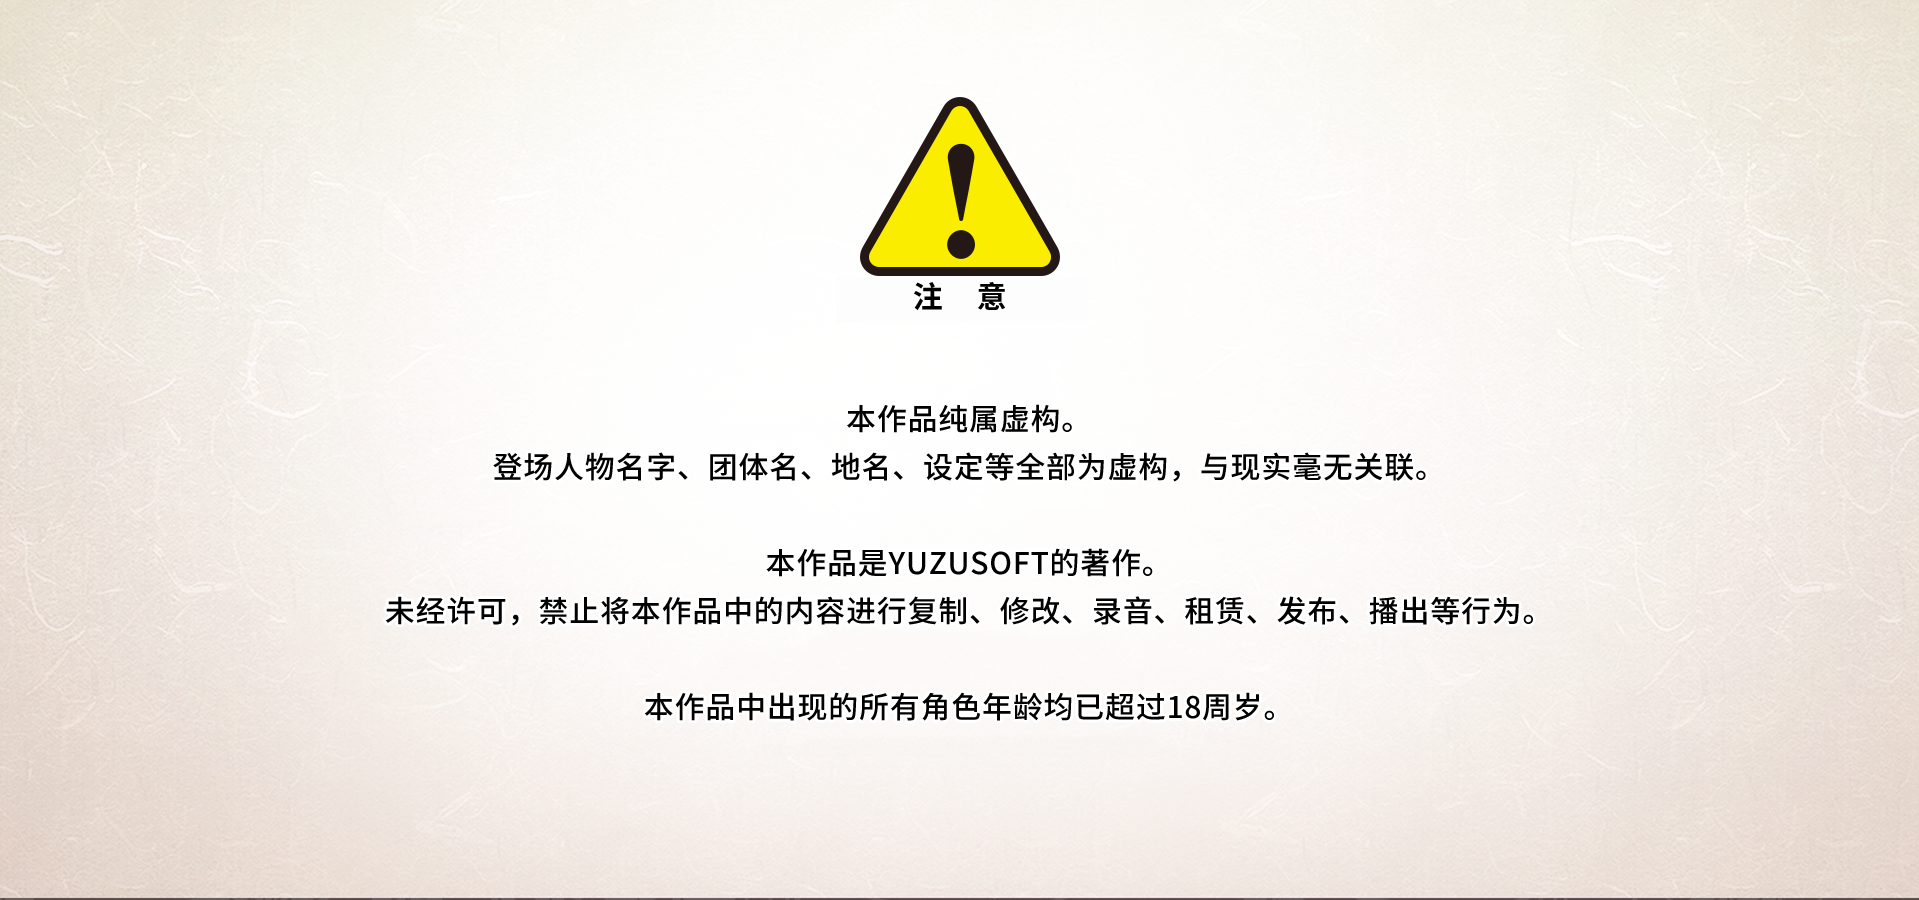 注 意
本作品纯属虚构。
登场人物名字、团体名、地名、设定等全部为虚构，与现实毫无关联。
本作品是YUZUSOFT的著作。
未经许可，禁止将本作品中的内容进行复制、修改、录音、租赁、发布、播出等行为。
本作品中出现的所有角色年龄均已超过18周岁。